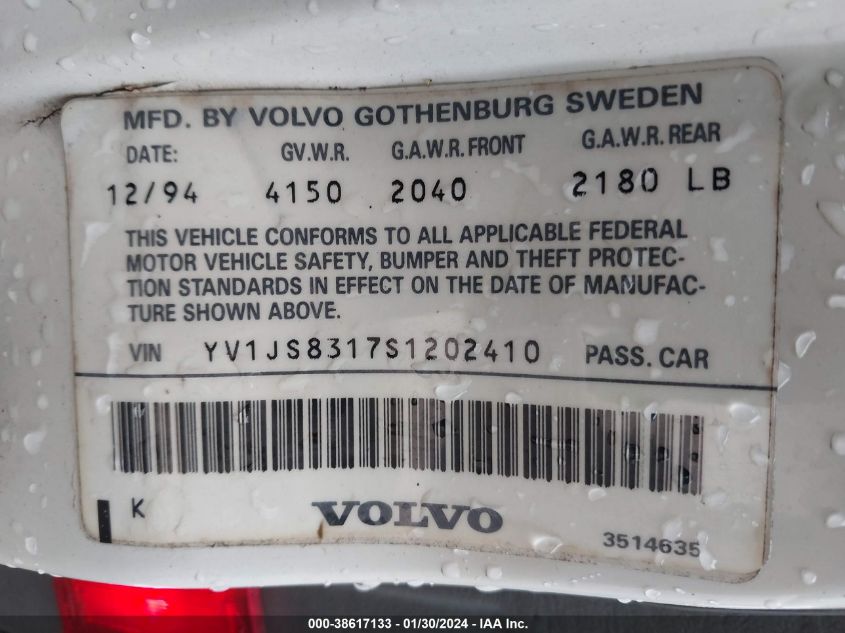 MFD. BY VOLVO GOTHENBURG SWEDEN
DATE: GV.W.R. G.A.W.R. FRONT G.A.W.R. REAR
12/94 4150 2040 2180 LB
THIS VEHICLE CONFORMS TO ALL APPLICABLE FEDERAL
MOTOR VEHICLE SAFETY, BUMPER AND THEFT PROTEC-
TION STANDARDS IN EFFECT ON THE DATE OF MANUFAC-
TURE SHOWN ABOVE.
VIN YV1JS8317S1202410 PASS. CAR
K VOLVO 3514635
000-38617133 - 01/30/2024 - IAA Inc.